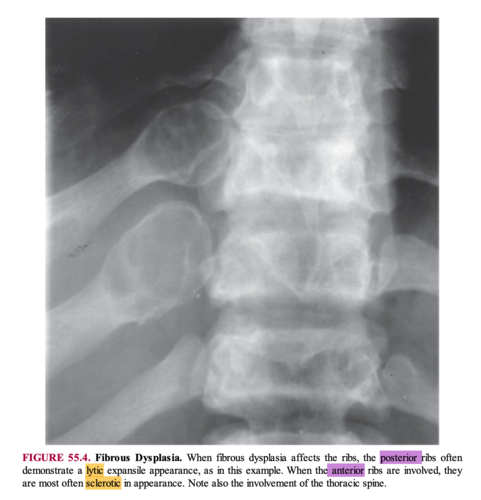 FIGURE 55.4. Fibrous Dysplasia. When fibrous dysplasia affects the ribs, the posterior ribs often
demonstrate a lytic expansile appearance, as in this example. When the anterior ribs are involved, they
are most often sclerotic in appearance. Note also the involvement of the thoracic spine.